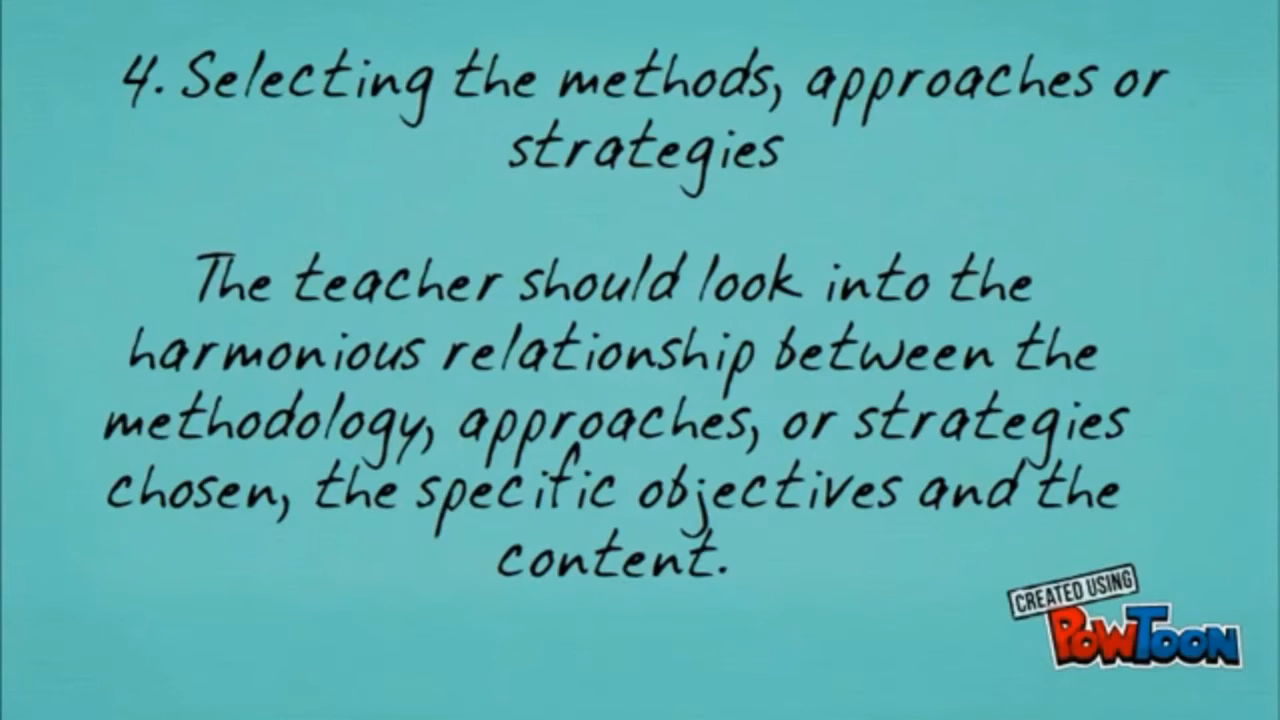 4. Selecting the methods, approaches or
strategies
The teacher should look into the
harmonious relationship between the
methodology, approaches, or strategies
chosen, the specific objectives and the
content.
CREATED USING
POWTOON